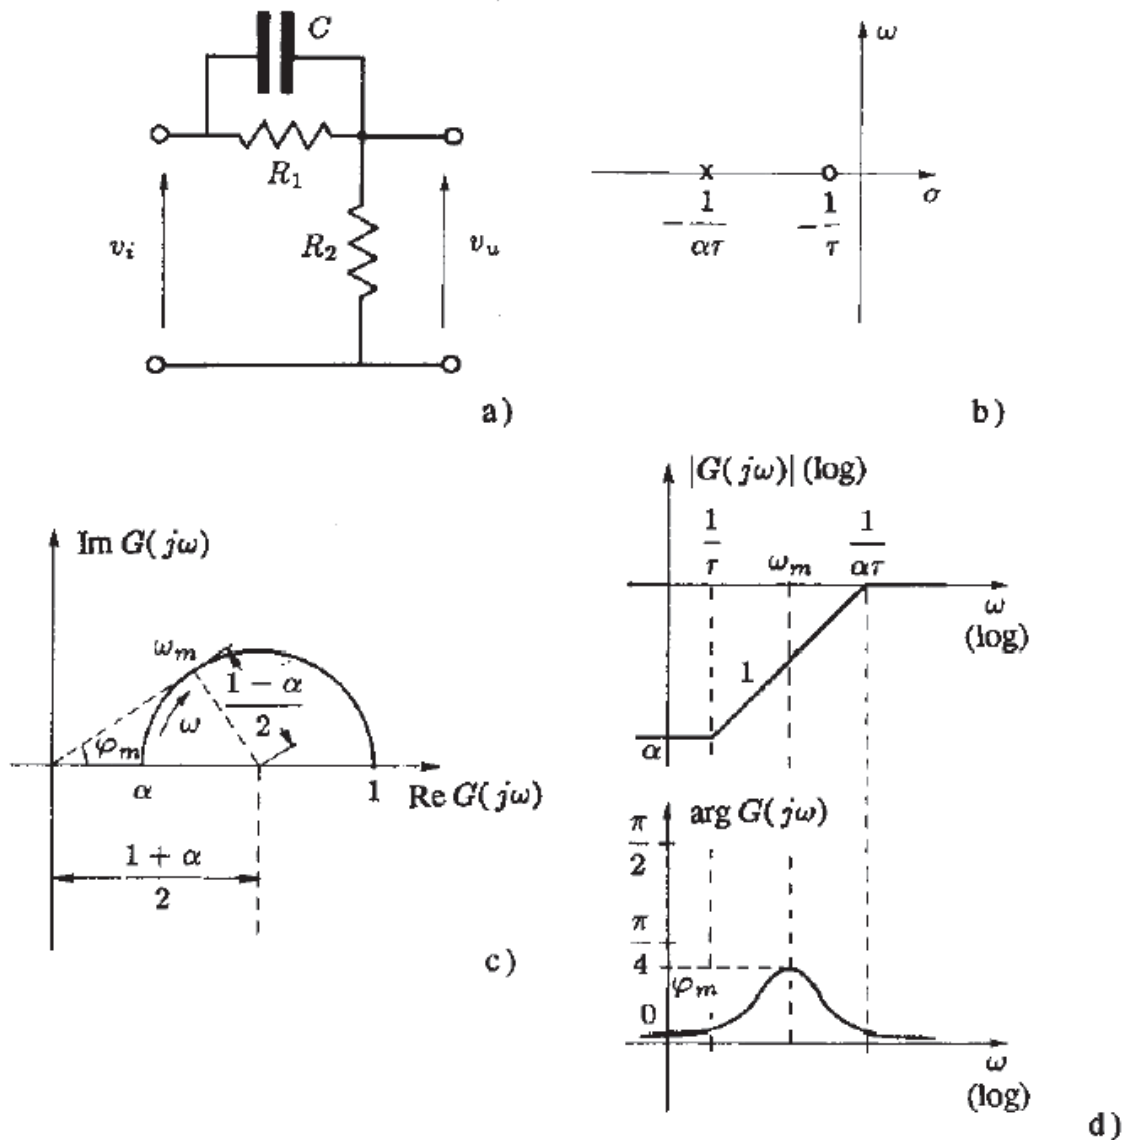 C
R₁
R₂
vᵢ
vᵤ
a)
ω
σ
-1/ατ
-1/τ
b)
Im G(jω)
ωₘ
(1 - α)/2
ω
φₘ
α
1
Re G(jω)
(1 + α)/2
c)
|G(jω)| (log)
1/τ
ωₘ
1/ατ
ω
(log)
1
α
arg G(jω)
π/2
π/4
φₘ
0
ω
(log)
d)